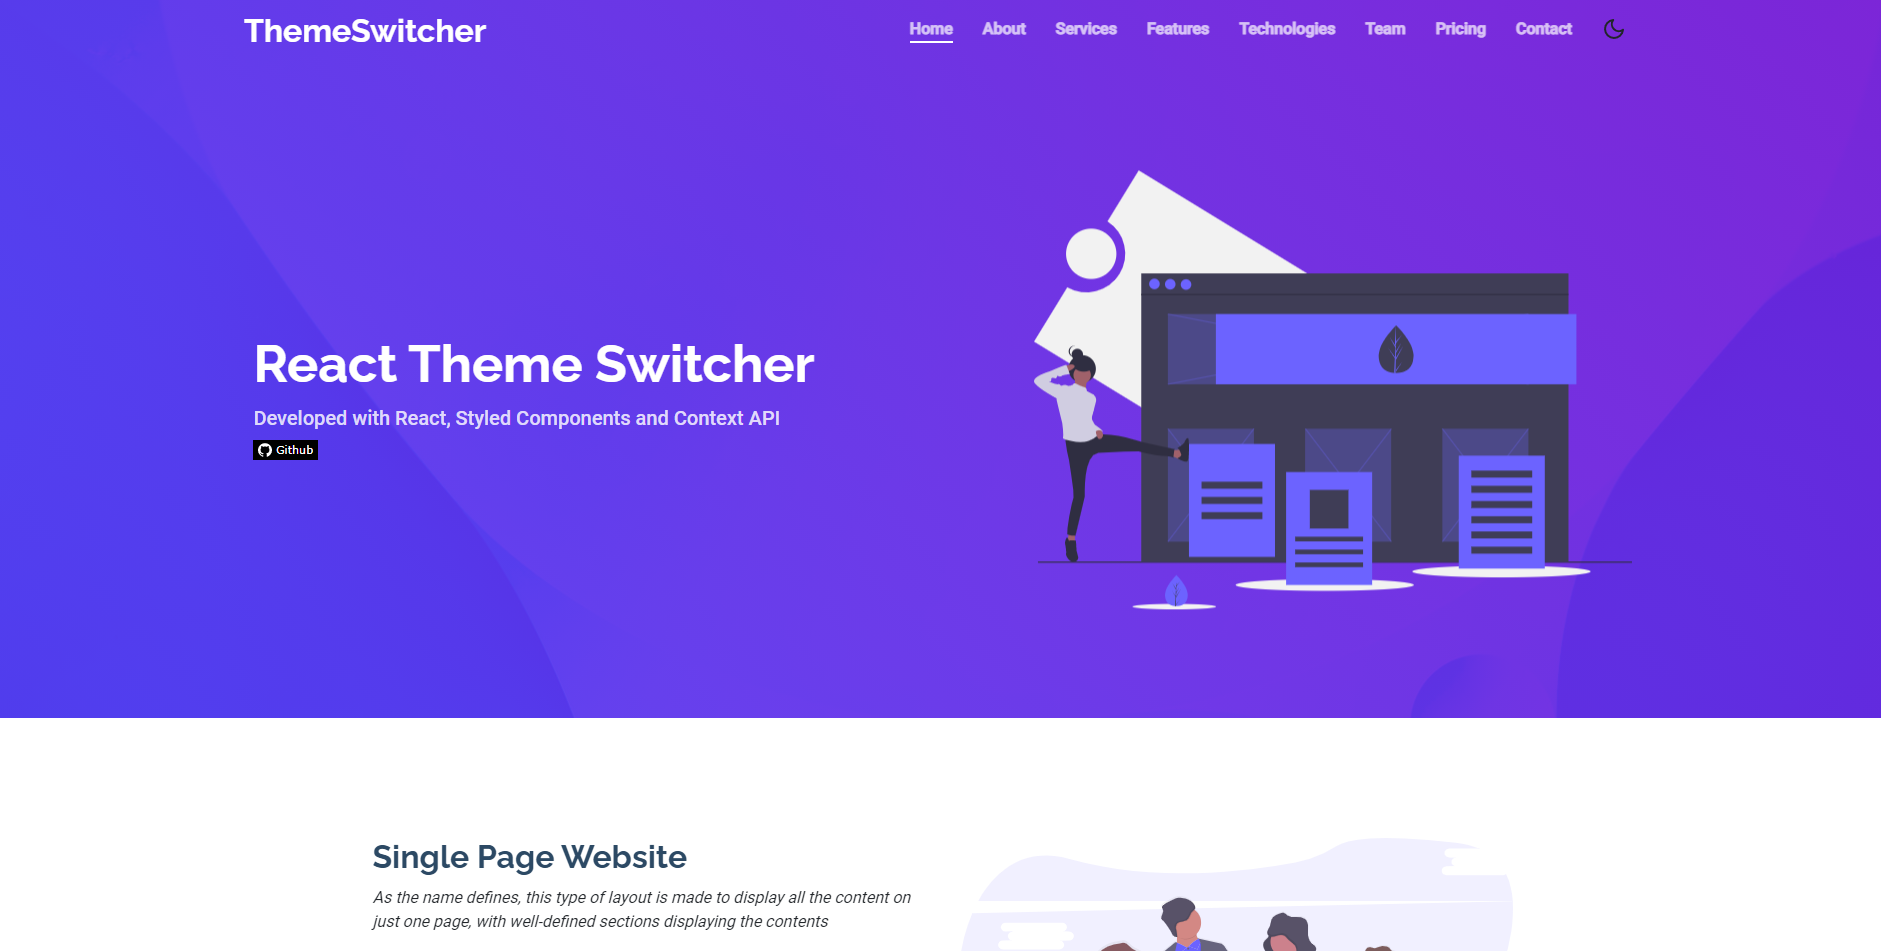 ThemeSwitcher
Home About Services Features Technologies Team Pricing Contact
React Theme Switcher
Developed with React, Styled Components and Context API
Github
Single Page Website
As the name defines, this type of layout is made to display all the content on
just one page, with well-defined sections displaying the contents